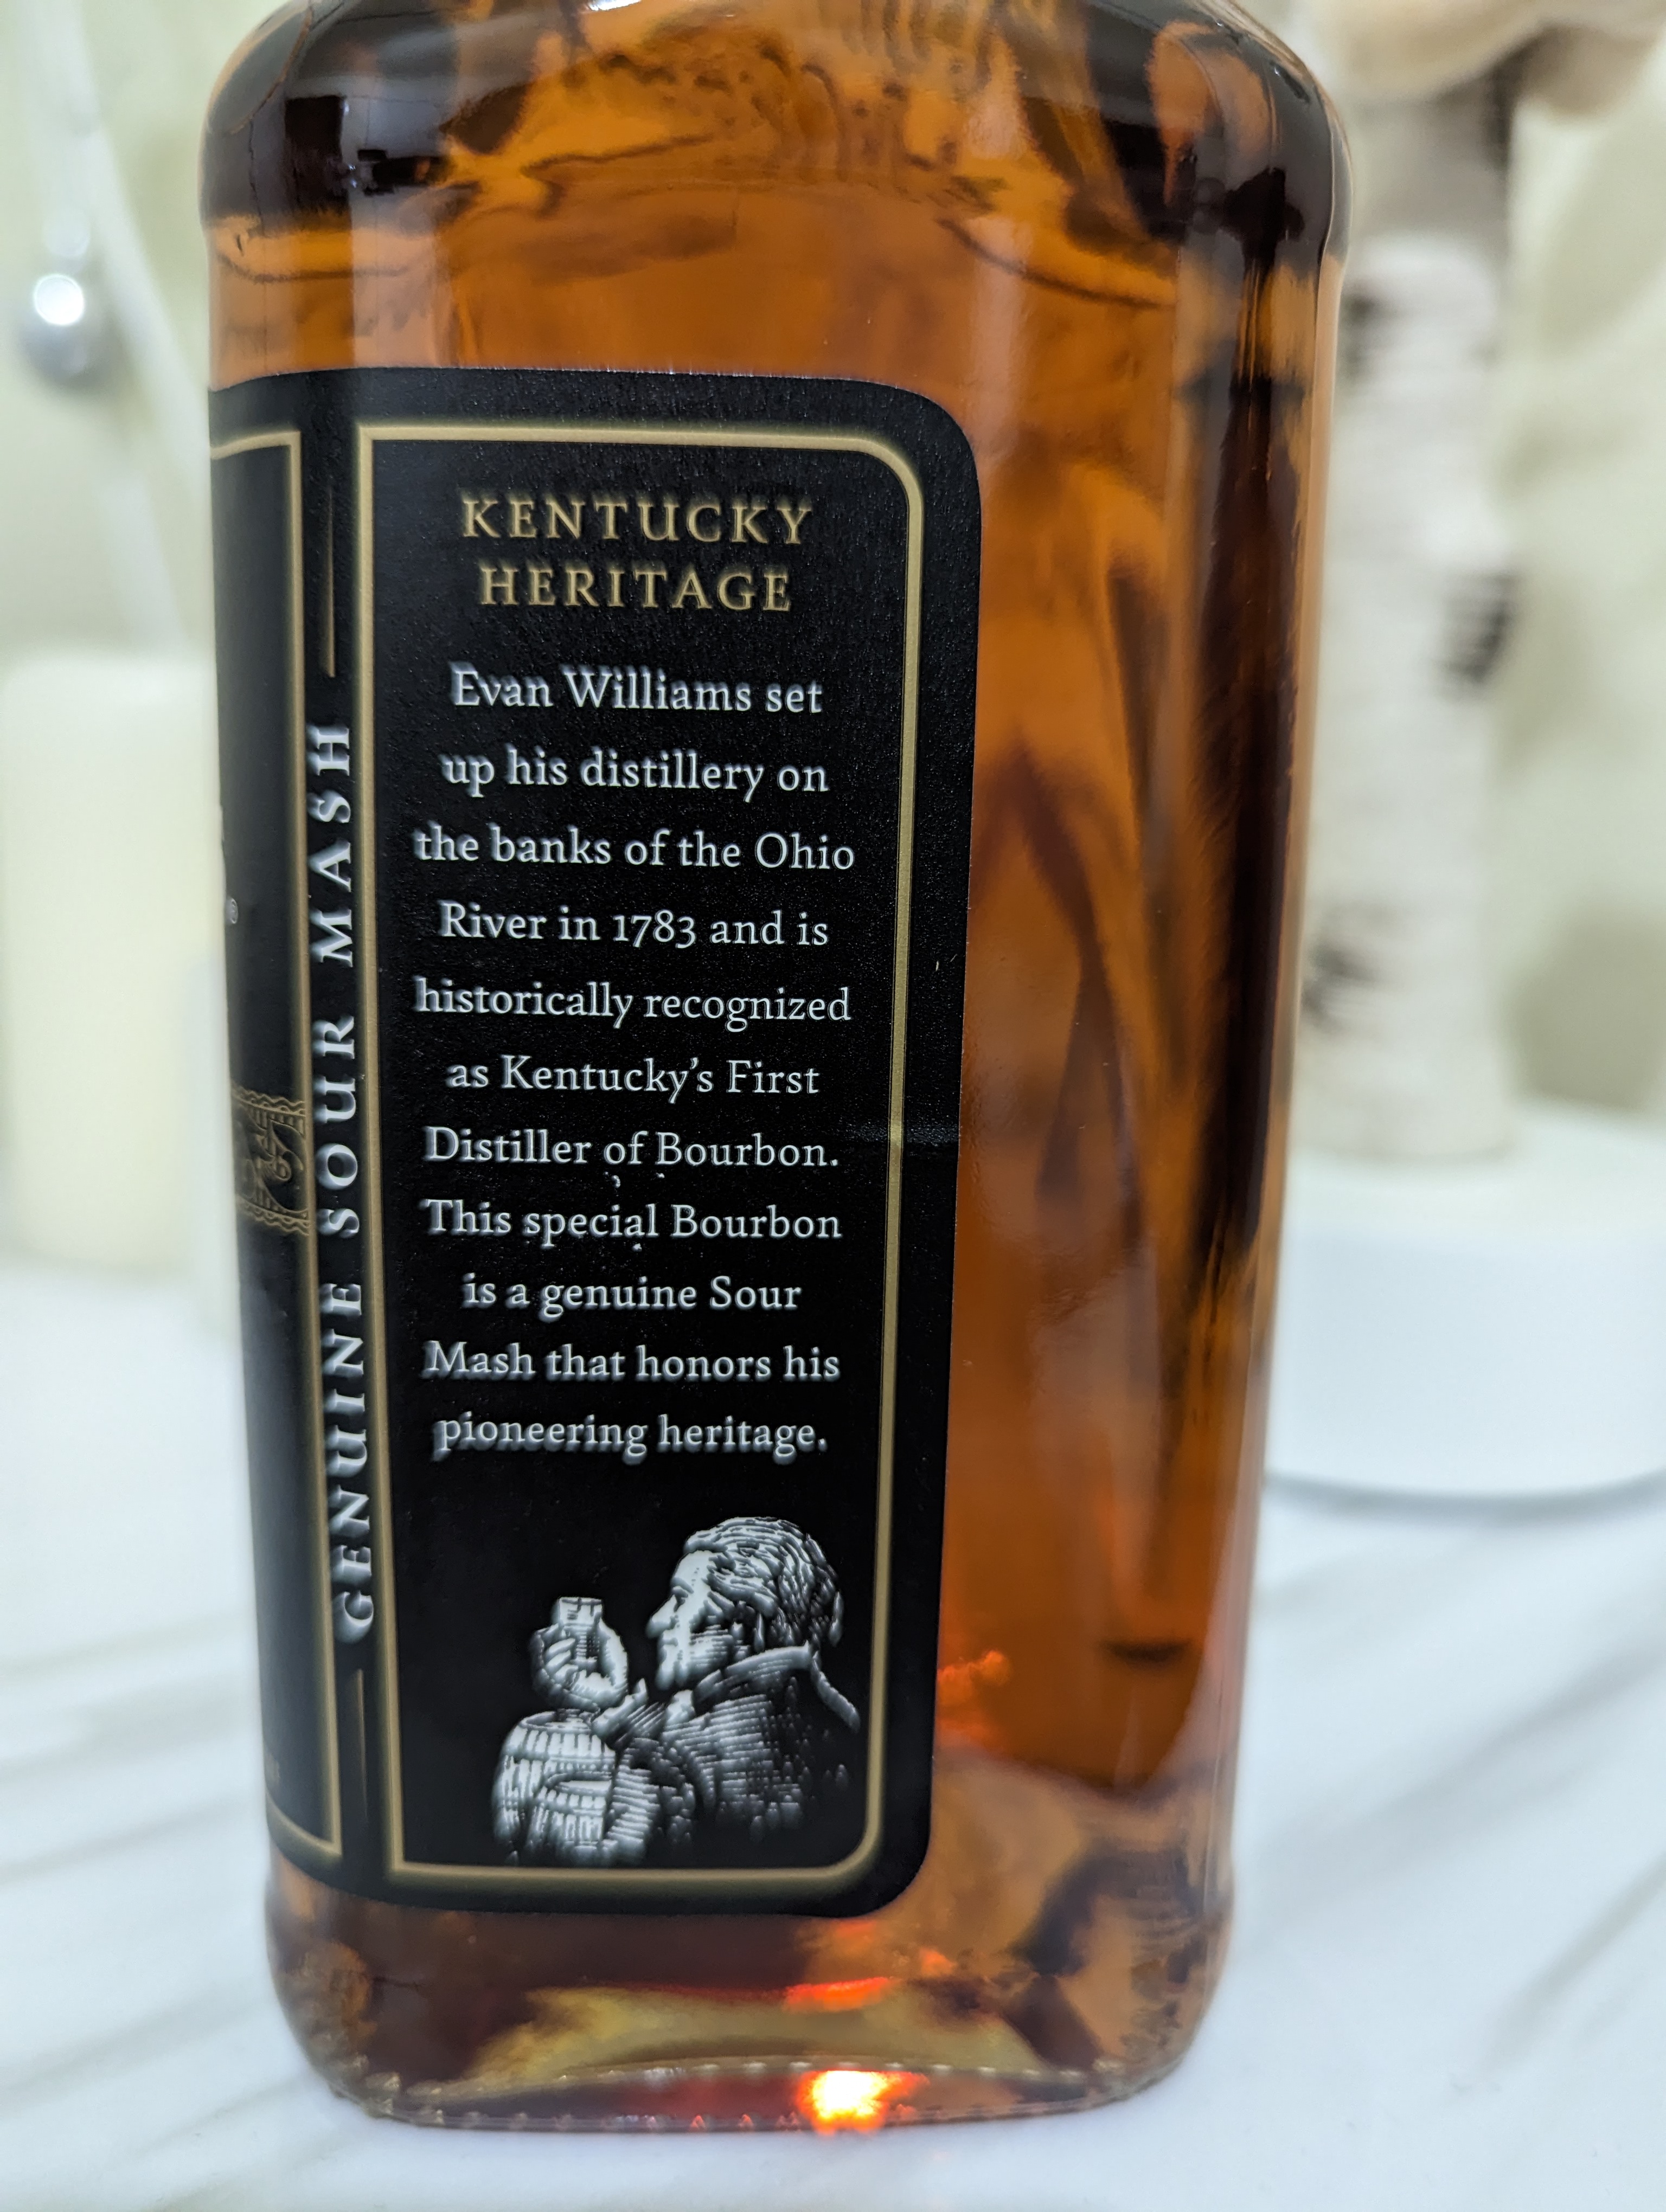 GENUINE SOUR MASH
KENTUCKY
HERITAGE
Evan Williams set
up his distillery on
the banks of the Ohio
River in 1783 and is
historically recognized
as Kentucky's First
Distiller of Bourbon.
This special Bourbon
is a genuine Sour
Mash that honors his
pioneering heritage.